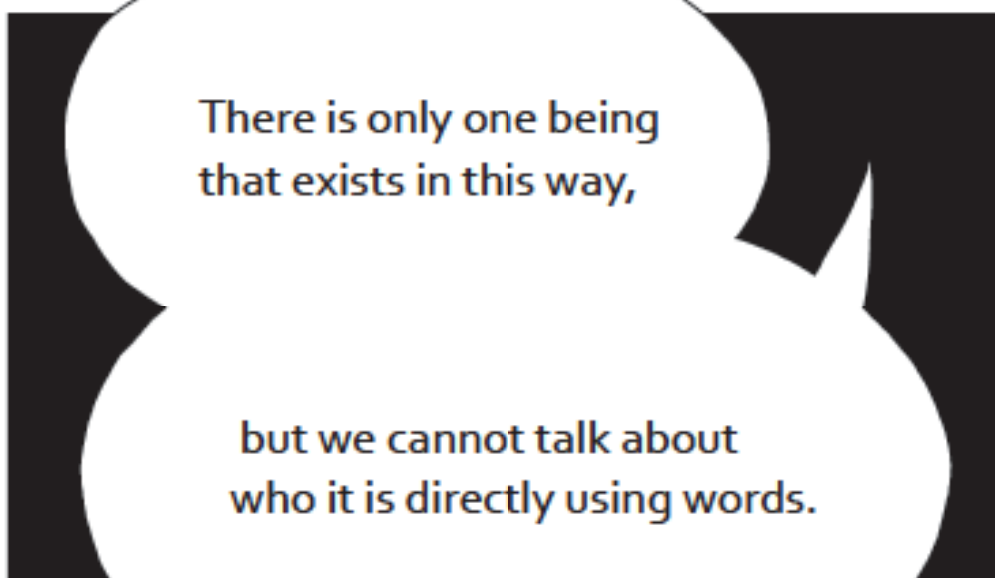 There is only one being
that exists in this way,
but we cannot talk about
who it is directly using words.